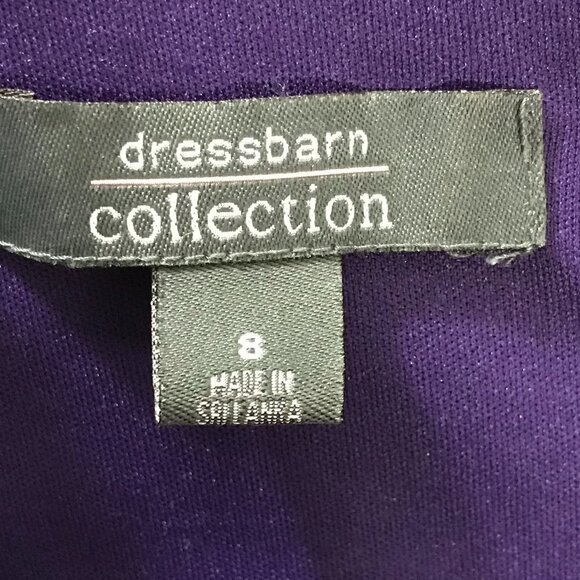 dressbarn
collection
8
MADE IN
SRI LANKA